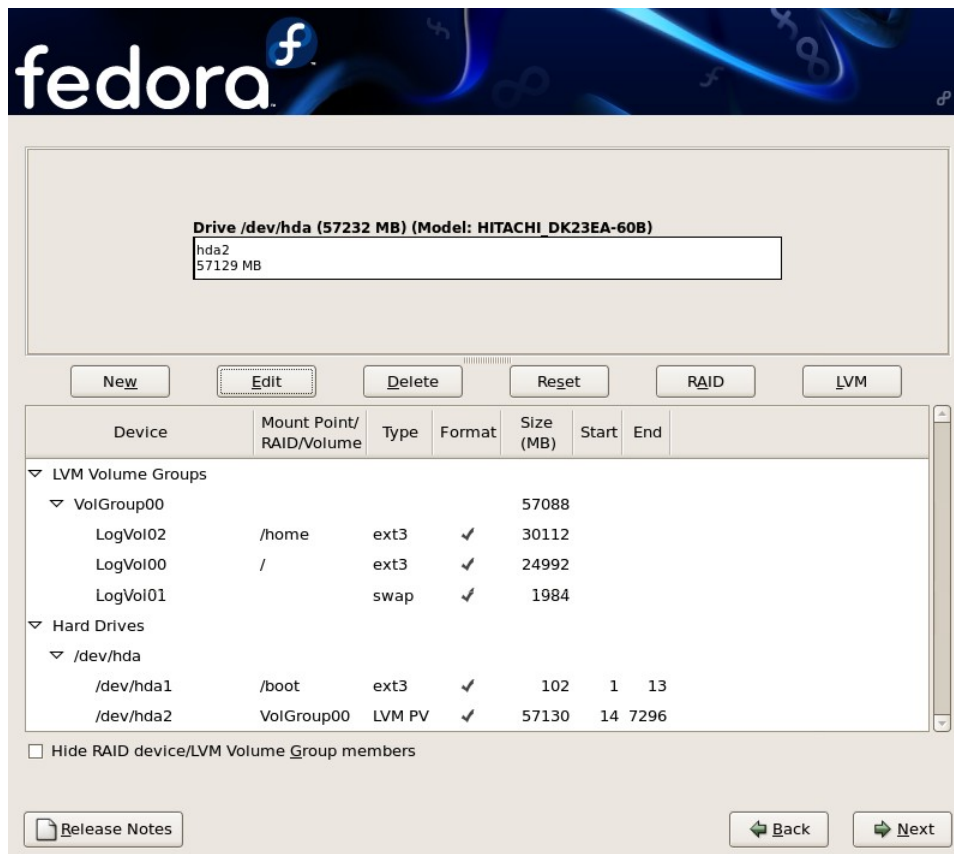 fedora
Drive /dev/hda (57232 MB) (Model: HITACHI_DK23EA-60B)
hda2
57129 MB
New Edit Delete Reset RAID LVM
Device Mount Point/ RAID/Volume Type Format Size (MB) Start End
LVM Volume Groups
VolGroup00 57088
LogVol02 /home ext3 ✓ 30112
LogVol00 / ext3 ✓ 24992
LogVol01 swap ✓ 1984
Hard Drives
/dev/hda
/dev/hda1 /boot ext3 ✓ 102 1 13
/dev/hda2 VolGroup00 LVM PV ✓ 57130 14 7296
Hide RAID device/LVM Volume Group members
Release Notes Back Next